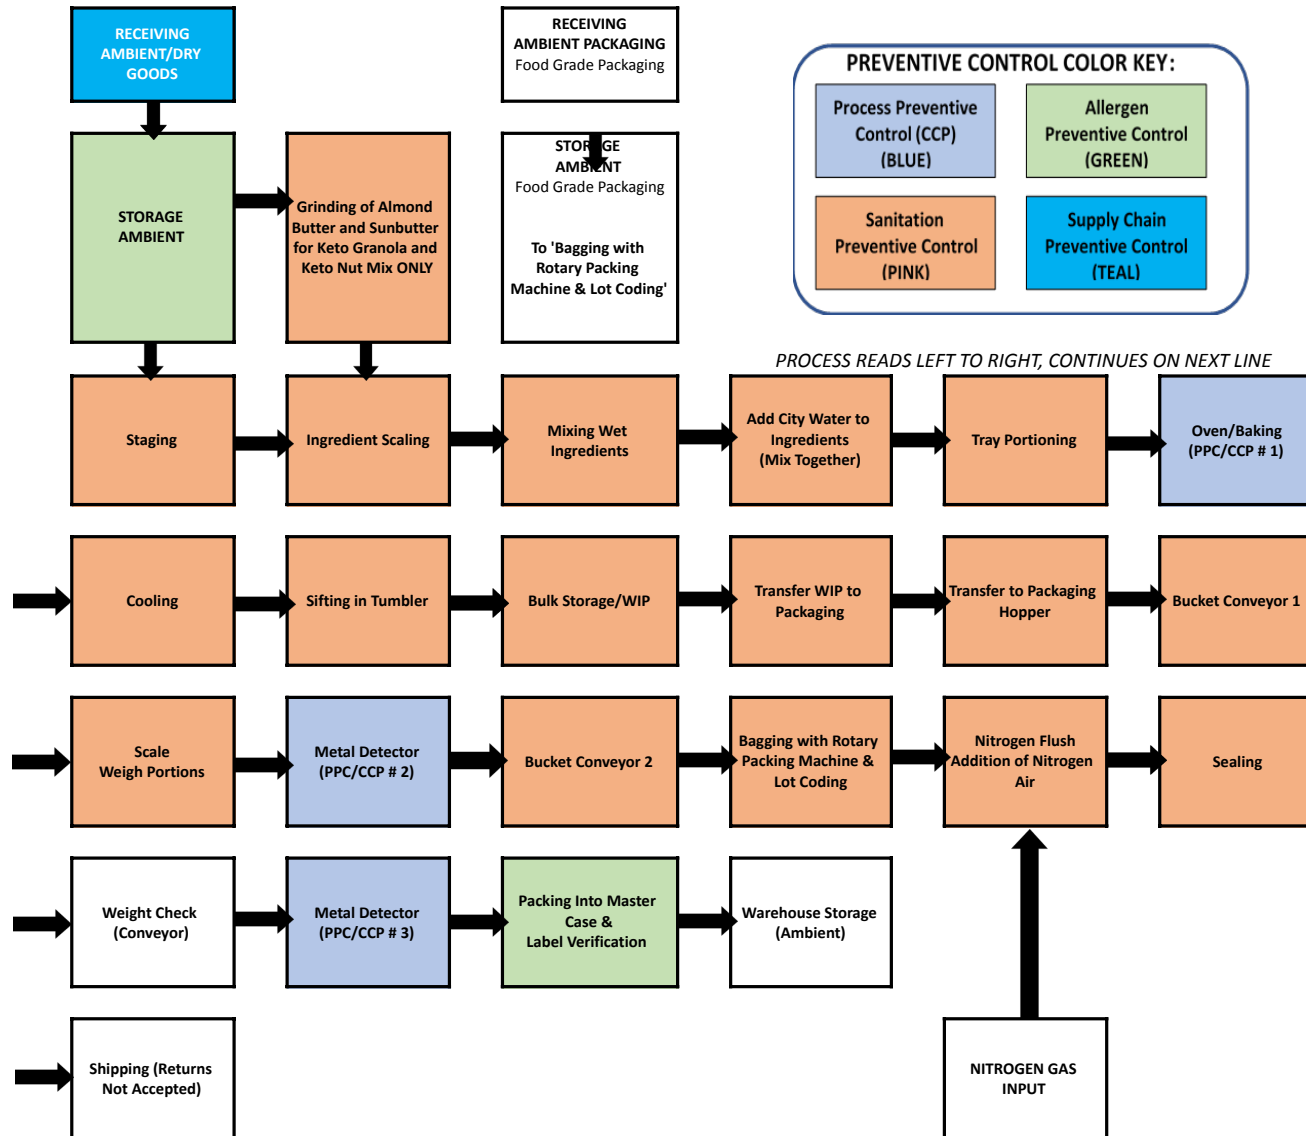 RECEIVING
AMBIENT/DRY
GOODS
RECEIVING
AMBIENT PACKAGING
Food Grade Packaging
PREVENTIVE CONTROL COLOR KEY:
Process Preventive
Control (CCP)
(BLUE)
Allergen
Preventive Control
(GREEN)
Sanitation
Preventive Control
(PINK)
Supply Chain
Preventive Control
(TEAL)
STORAGE
AMBIENT
Grinding of Almond
Butter and Sunbutter
for Keto Granola and
Keto Nut Mix ONLY
STORAGE
AMBIENT
Food Grade Packaging
To 'Bagging with
Rotary Packing
Machine & Lot Coding'
PROCESS READS LEFT TO RIGHT, CONTINUES ON NEXT LINE
Staging
Ingredient Scaling
Mixing Wet
Ingredients
Add City Water to
Ingredients
(Mix Together)
Tray Portioning
Oven/Baking
(PPC/CCP # 1)
Cooling
Sifting in Tumbler
Bulk Storage/WIP
Transfer WIP to
Packaging
Transfer to Packaging
Hopper
Bucket Conveyor 1
Scale
Weigh Portions
Metal Detector
(PPC/CCP # 2)
Bucket Conveyor 2
Bagging with Rotary
Packing Machine &
Lot Coding
Nitrogen Flush
Addition of Nitrogen
Air
Sealing
Weight Check
(Conveyor)
Metal Detector
(PPC/CCP # 3)
Packing Into Master
Case &
Label Verification
Warehouse Storage
(Ambient)
Shipping (Returns
Not Accepted)
NITROGEN GAS
INPUT